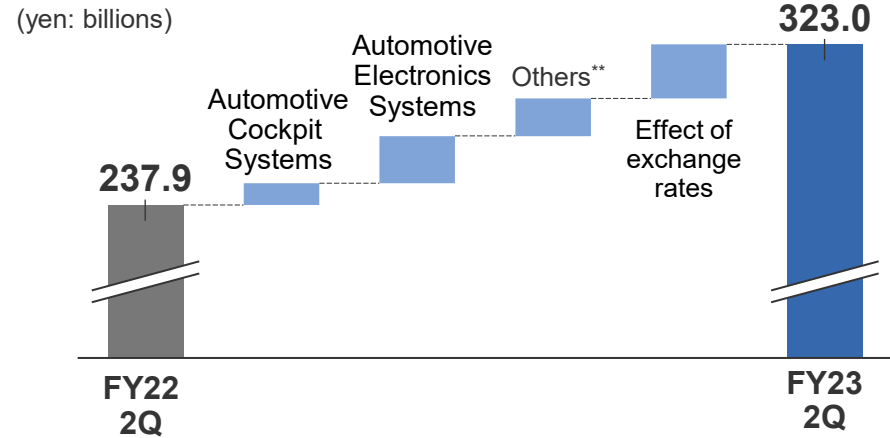 (yen: billions)
237.9
Automotive
Cockpit
Systems
Automotive
Electronics
Systems
Others**
Effect of
exchange
rates
323.0
FY22
2Q
FY23
2Q